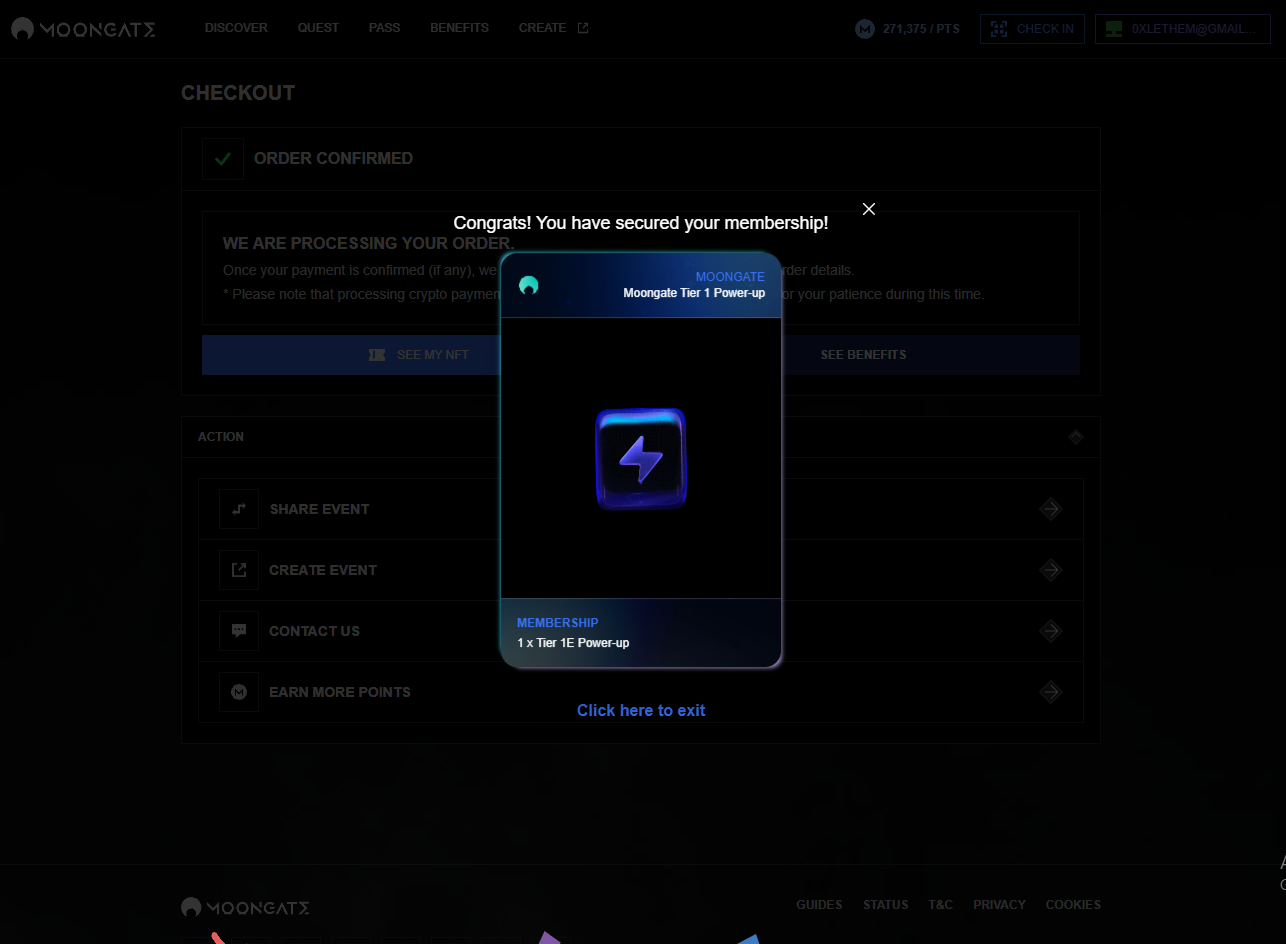 MOONGATE
DISCOVER
QUEST
PASS
BENEFITS
CREATE
271,375 / PTS
CHECK IN
0XLETHEM@GMAIL...
CHECKOUT
ORDER CONFIRMED
Congrats! You have secured your membership!
WE ARE PROCESSING YOUR ORDER.
Once your payment is confirmed (if any), we
rder details.
* Please note that processing crypto paymen
or your patience during this time.
MOONGATE
Moongate Tier 1 Power-up
SEE MY NFT
SEE BENEFITS
ACTION
SHARE EVENT
CREATE EVENT
CONTACT US
EARN MORE POINTS
MEMBERSHIP
1 x Tier 1E Power-up
Click here to exit
MOONGATE
GUIDES
STATUS
T&C
PRIVACY
COOKIES